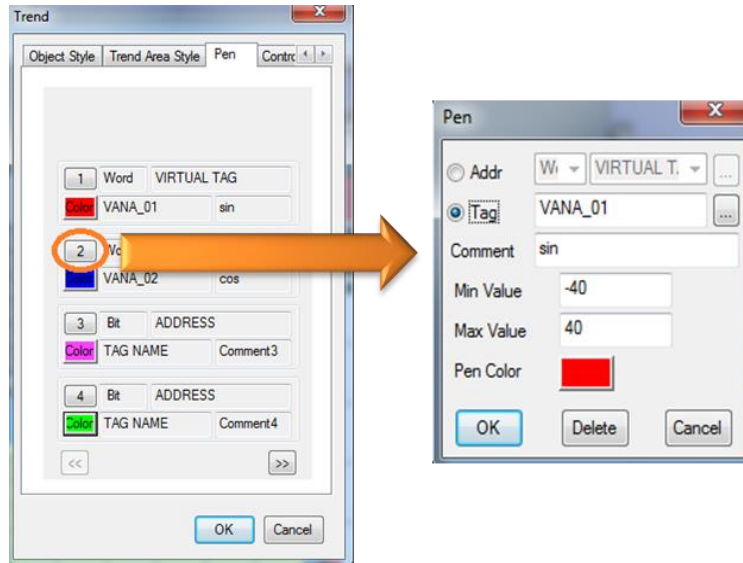 Trend
Object Style Trend Area Style Pen Contrc
1 Word VIRTUAL TAG
Color VANA_01 sin
2
VANA_02 cos
3 Bit ADDRESS
Color TAG NAME Comment3
4 Bit ADDRESS
Color TAG NAME Comment4
<< >>
OK Cancel
Pen
Addr VIRTUAL T. ...
Tag VANA_01 ...
Comment sin
Min Value -40
Max Value 40
Pen Color
OK Delete Cancel